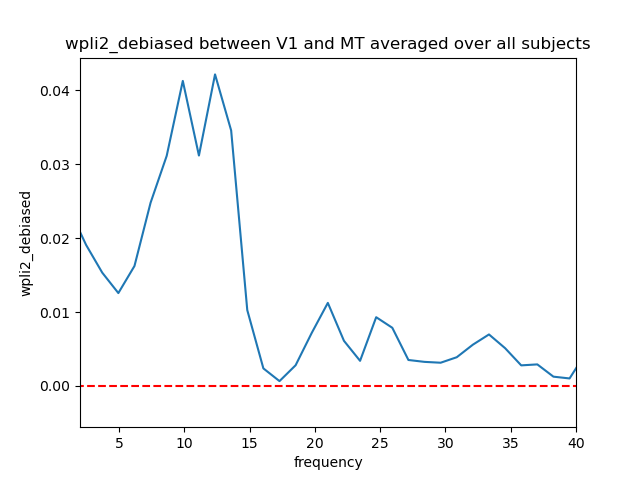 wpli2_debiased between V1 and MT averaged over all subjects
wpli2_debiased
0.04
0.03
0.02
0.01
0.00
5 10 15 20 25 30 35 40
frequency